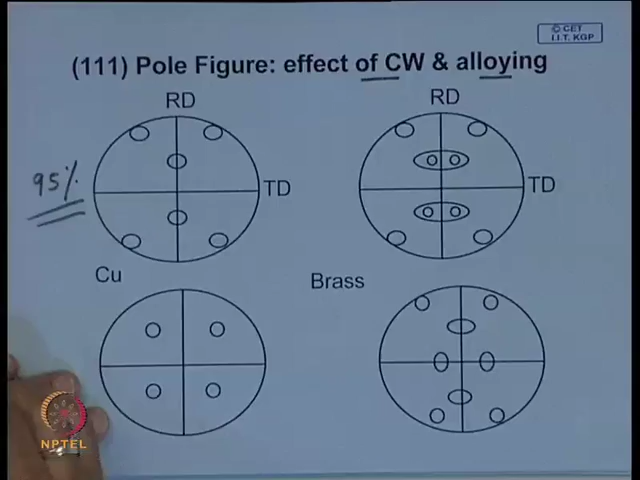 © CET
I.I.T. KGP
(111) Pole Figure: effect of CW & alloying
RD
RD
95%
TD
TD
Cu
Brass
NPTEL